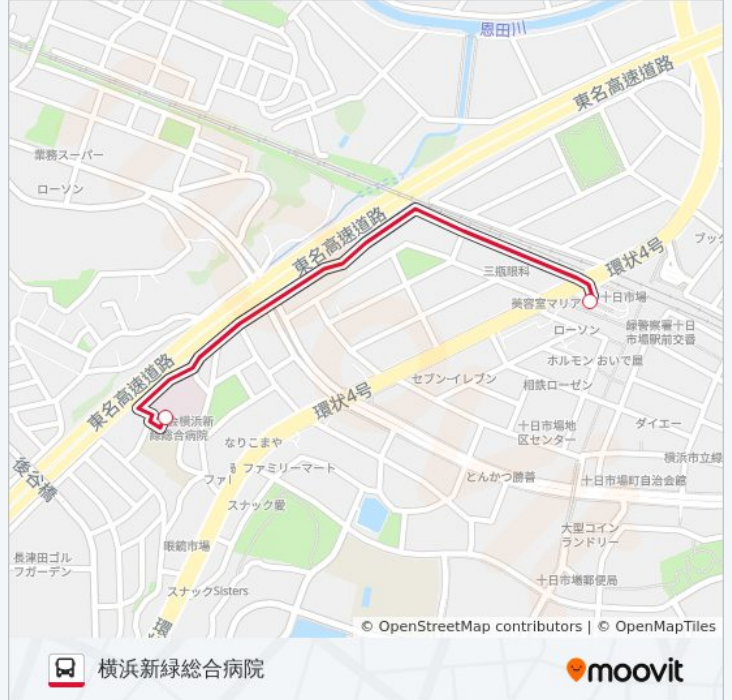 恩田川
東名高速道路
業務スーパー
ローソン
東名高速道路
環状4号
ブック
三瓶眼科
美容室マリア
十日市場
ローソン
緑警察署十日
市場駅前交番
ホルモン おいで屋
東名高速道路
環状4号
セブン-イレブン
相鉄ローゼン
会横浜新
緑総合病院
なりこまや
十日市場地
区センター
ダイエー
後谷橋
ファミリーマート
とんかつ勝善
横浜市立緑
十日市場町自治会館
スナック愛
大型コイン
ランドリー
眼鏡市場
長津田ゴル
フガーデン
スナックSisters
十日市場郵便局
環
© OpenStreetMap contributors | © OpenMapTiles
横浜新緑総合病院
moovit